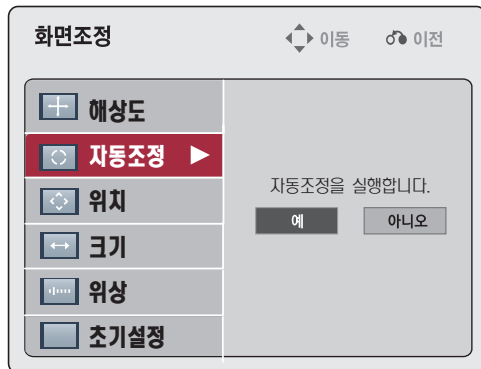 화면조정
이동 이전
해상도
자동조정
위치
크기
위상
초기설정
자동조정을 실행합니다.
예 아니오